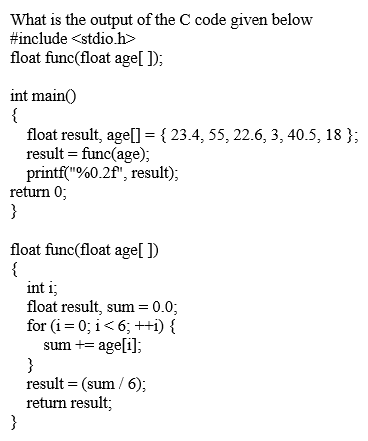 What is the output of the C code given below
#include <stdio.h>
float func(float age[ ]);
int main()
{
float result, age[] = { 23.4, 55, 22.6, 3, 40.5, 18 };
result = func(age);
printf("%0.2f", result);
return 0;
}
float func(float age[ ])
{
int i;
float result, sum = 0.0;
for (i = 0; i < 6; ++i) {
sum += age[i];
}
result = (sum / 6);
return result;
}